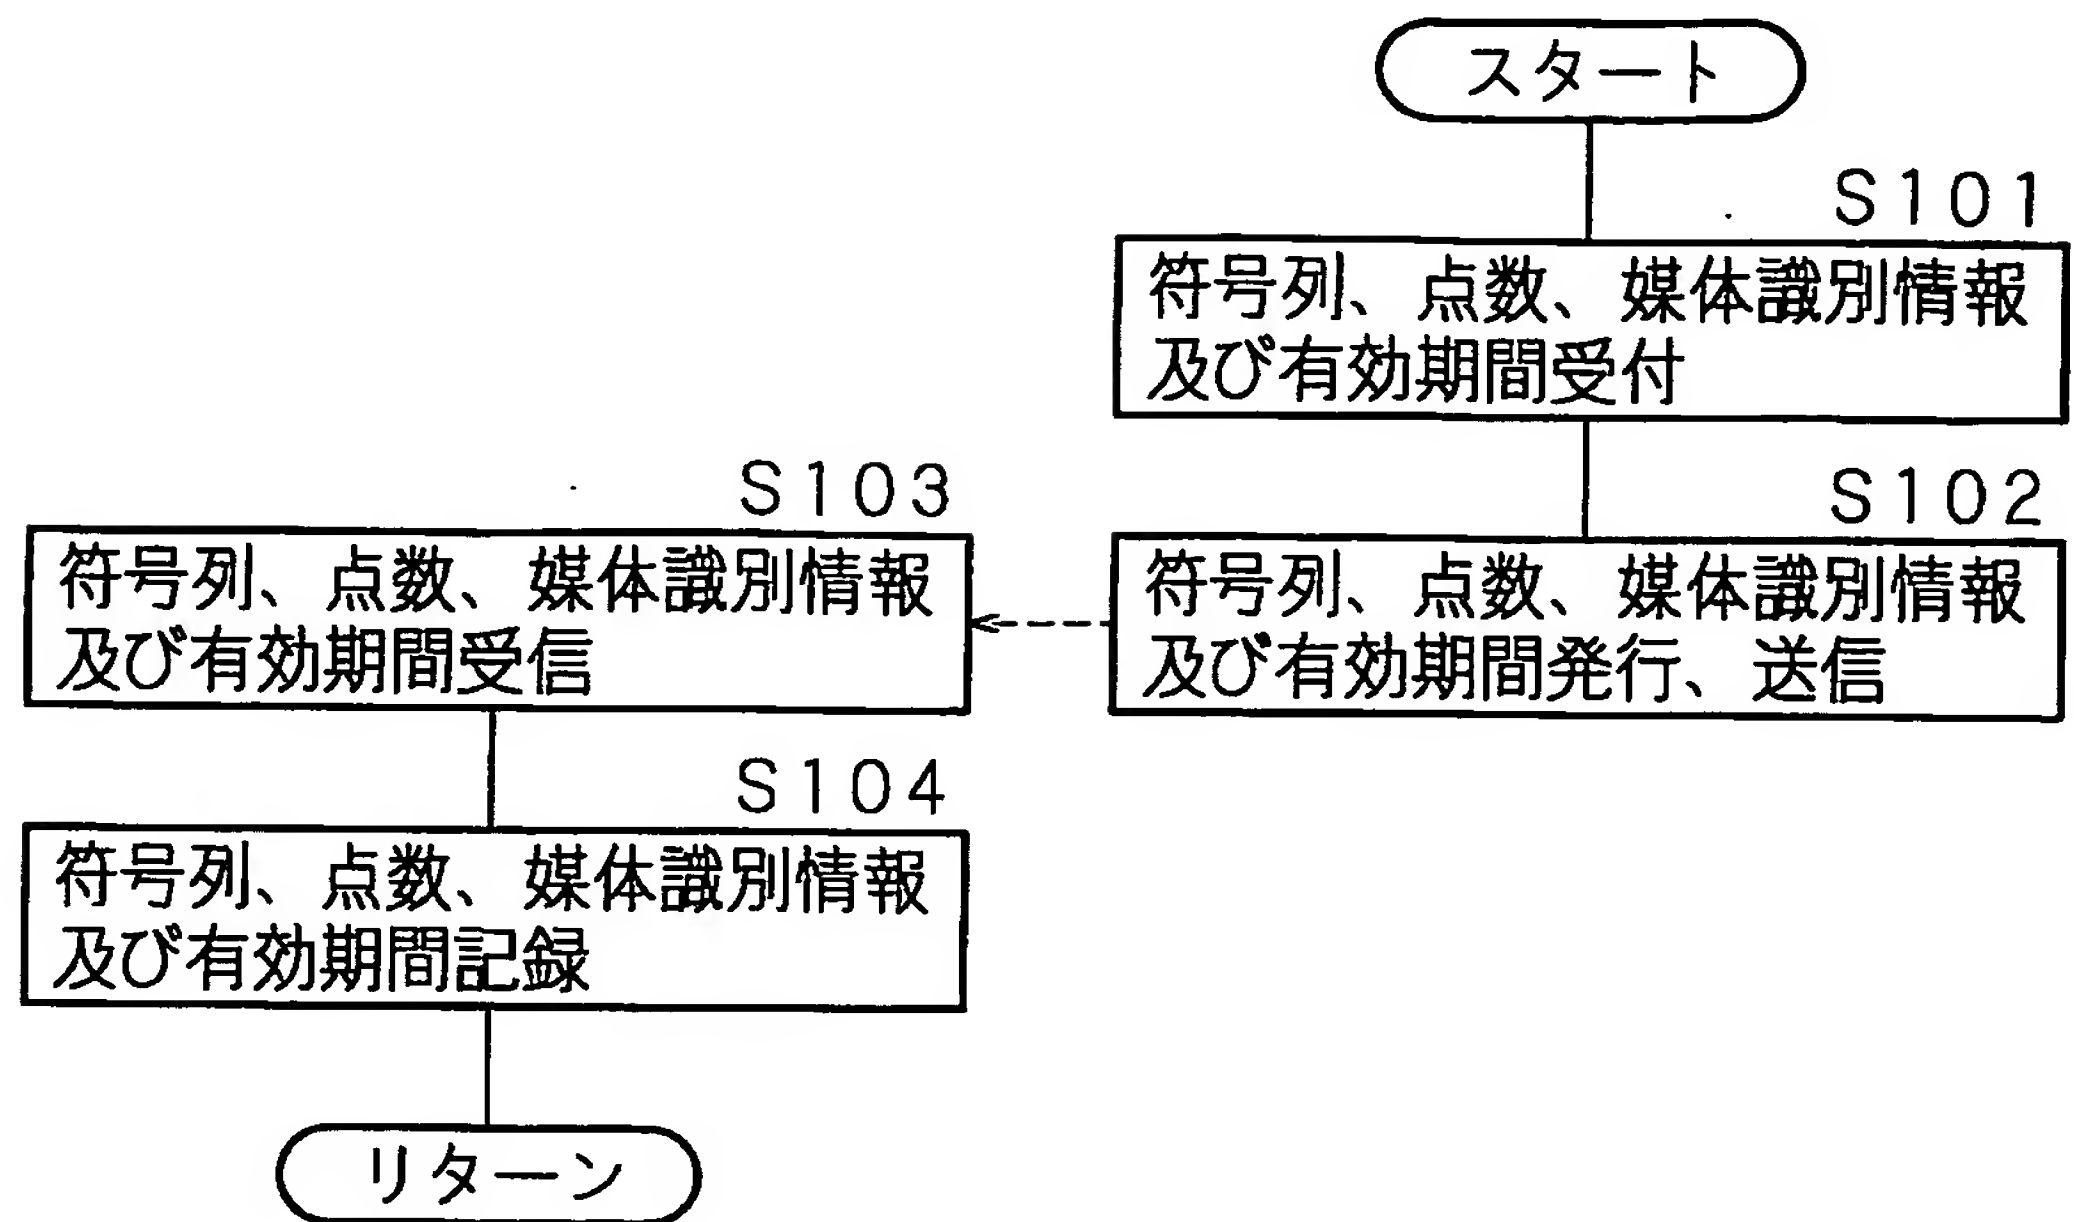 スタート
S101
符号列、点数、媒体識別情報
及び有効期間受付
S102
符号列、点数、媒体識別情報
及び有効期間発行、送信
S103
符号列、点数、媒体識別情報
及び有効期間受信
S104
符号列、点数、媒体識別情報
及び有効期間記録
リターン